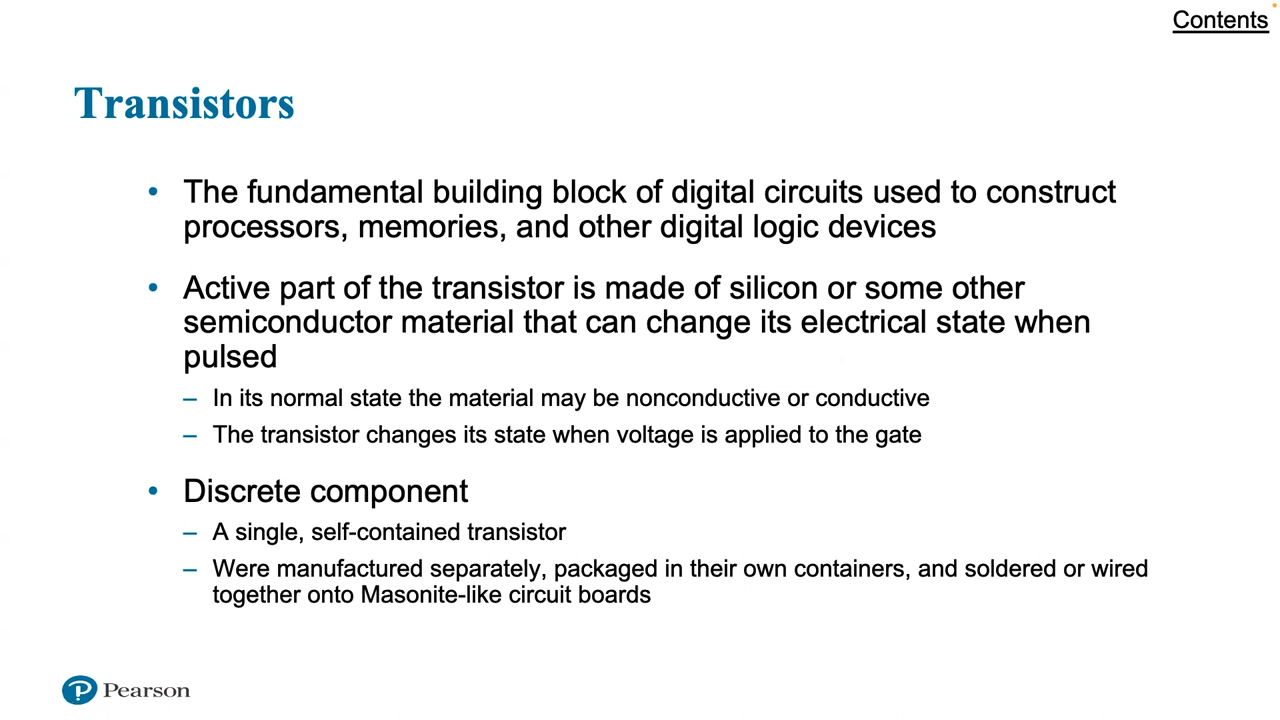 Contents
Transistors
• The fundamental building block of digital circuits used to construct
processors, memories, and other digital logic devices
• Active part of the transistor is made of silicon or some other
semiconductor material that can change its electrical state when
pulsed
– In its normal state the material may be nonconductive or conductive
– The transistor changes its state when voltage is applied to the gate
• Discrete component
– A single, self-contained transistor
– Were manufactured separately, packaged in their own containers, and soldered or wired
together onto Masonite-like circuit boards
Pearson